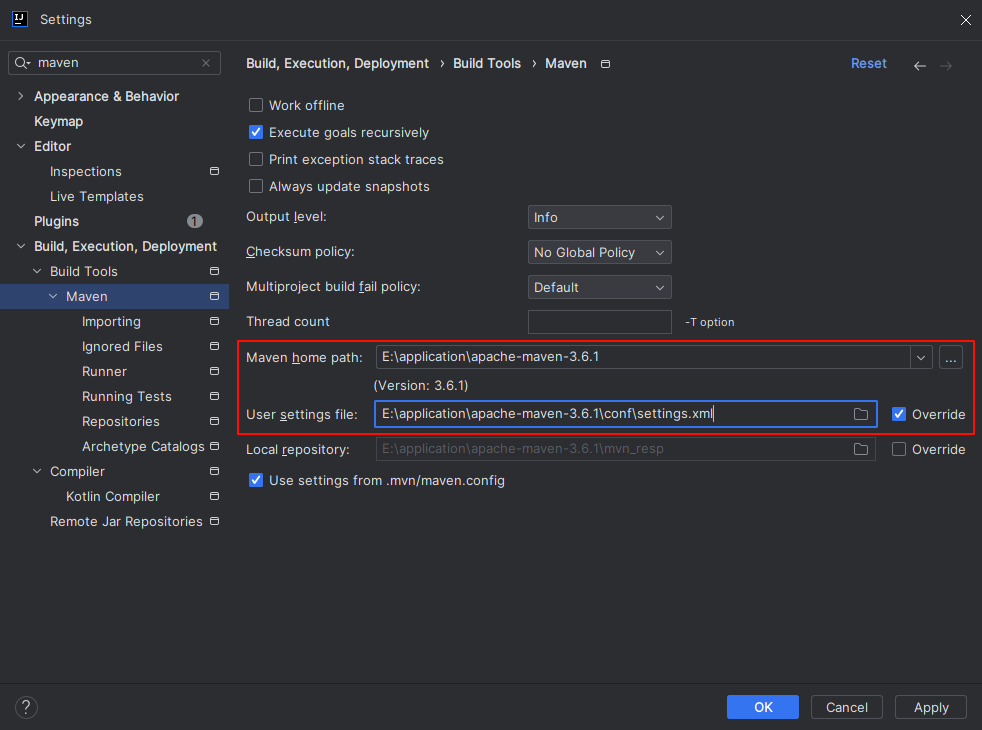 Settings
maven
Build, Execution, Deployment › Build Tools › Maven
Reset
Appearance & Behavior
Keymap
Editor
Inspections
Live Templates
Plugins 1
Build, Execution, Deployment
Build Tools
Maven
Importing
Ignored Files
Runner
Running Tests
Repositories
Archetype Catalogs
Compiler
Kotlin Compiler
Remote Jar Repositories
Work offline
Execute goals recursively
Print exception stack traces
Always update snapshots
Output level: Info
Checksum policy: No Global Policy
Multiproject build fail policy: Default
Thread count -T option
Maven home path: E:\application\apache-maven-3.6.1 ...
(Version: 3.6.1)
User settings file: E:\application\apache-maven-3.6.1\conf\settings.xml Override
Local repository: E:\application\apache-maven-3.6.1\mvn_resp Override
Use settings from .mvn/maven.config
? OK Cancel Apply